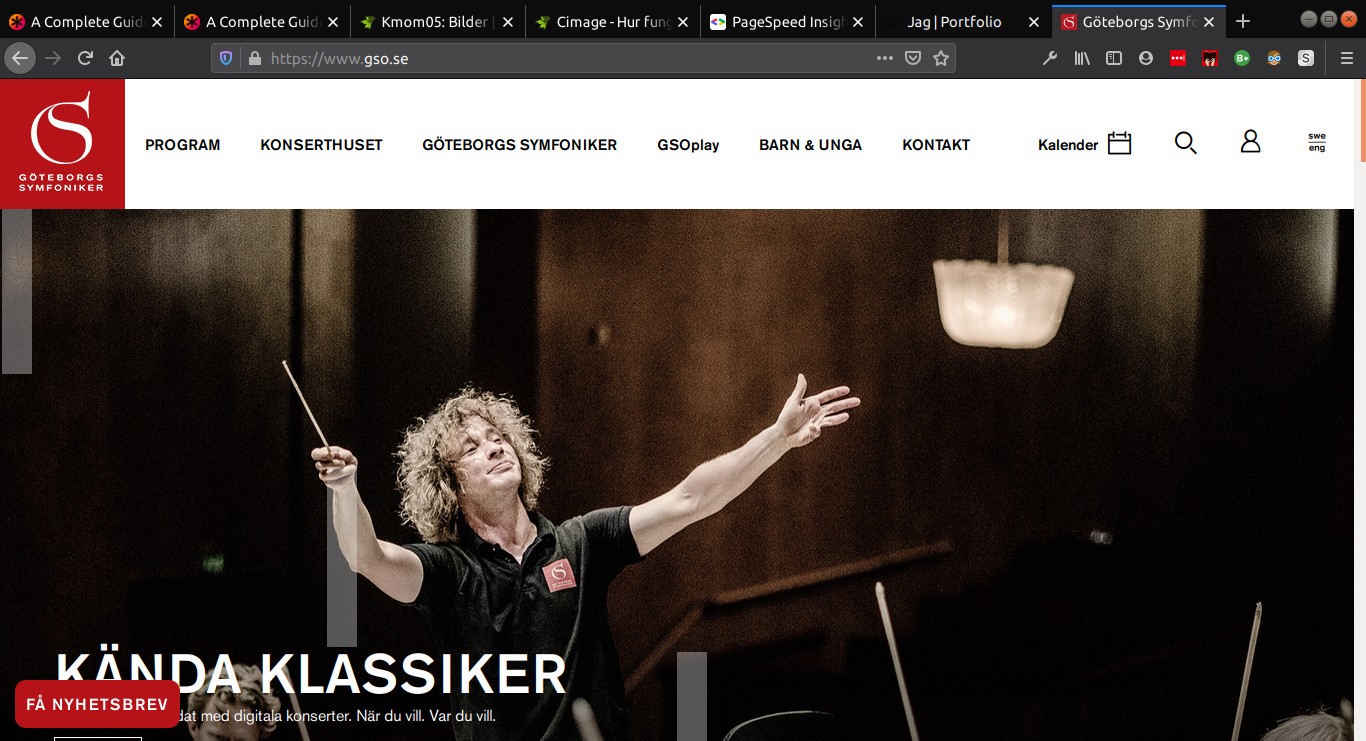 A Complete Guid
A Complete Guid
Kmom05: Bilder |
Cimage - Hur fung
PageSpeed Insigh
Jag | Portfolio
Göteborgs Symfo
https://www.gso.se
B+
S
S
GÖTEBORGS
SYMFONIKER
PROGRAM
KONSERTHUSET
GÖTEBORGS SYMFONIKER
GSOplay
BARN & UNGA
KONTAKT
Kalender
swe
eng
S
KÄNDA KLASSIKER
FÅ NYHETSBREV
dat med digitala konserter. När du vill. Var du vill.